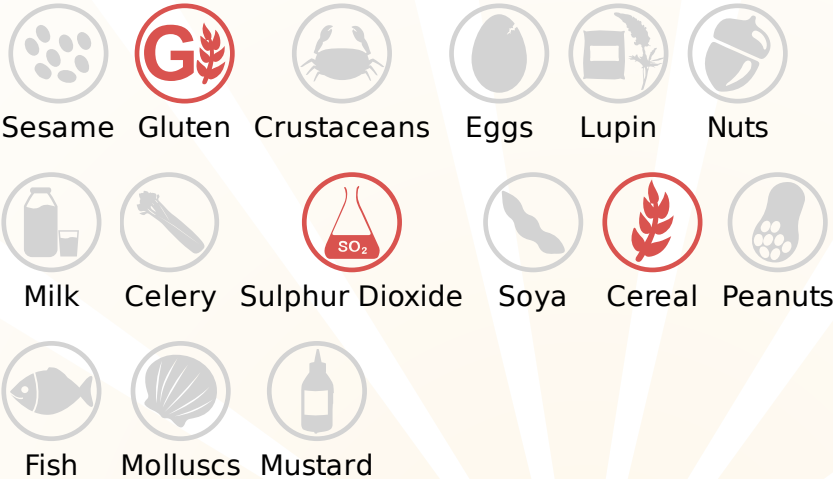 G
Sesame Gluten Crustaceans Eggs Lupin Nuts
SO₂
Milk Celery Sulphur Dioxide Soya Cereal Peanuts
Fish Molluscs Mustard